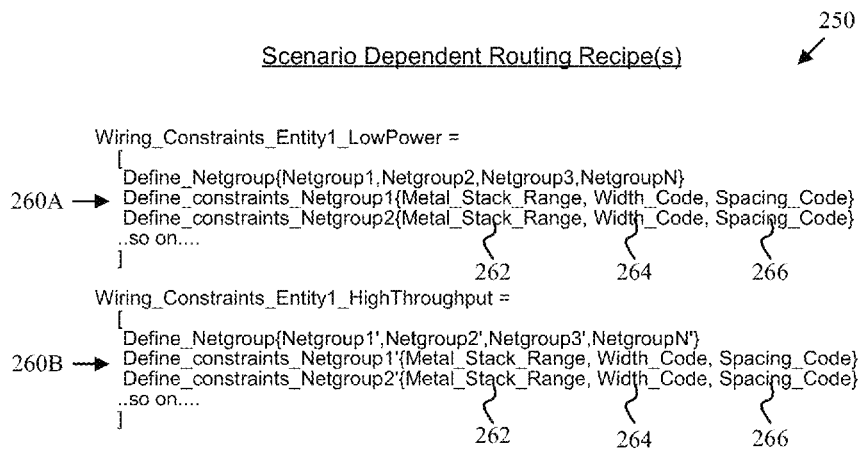 250
Scenario Dependent Routing Recipe(s)
Wiring_Constraints_Entity1_LowPower =
[
Define_Netgroup{Netgroup1,Netgroup2,Netgroup3,NetgroupN}
260A
Define_constraints_Netgroup1{Metal_Stack_Range, Width_Code, Spacing_Code}
Define_constraints_Netgroup2{Metal_Stack_Range, Width_Code, Spacing_Code}
..so on....
]
262 264 266
Wiring_Constraints_Entity1_HighThroughput =
[
Define_Netgroup{Netgroup1',Netgroup2',Netgroup3',NetgroupN'}
260B
Define_constraints_Netgroup1'{Metal_Stack_Range, Width_Code, Spacing_Code}
Define_constraints_Netgroup2'{Metal_Stack_Range, Width_Code, Spacing_Code}
..so on....
]
262 264 266